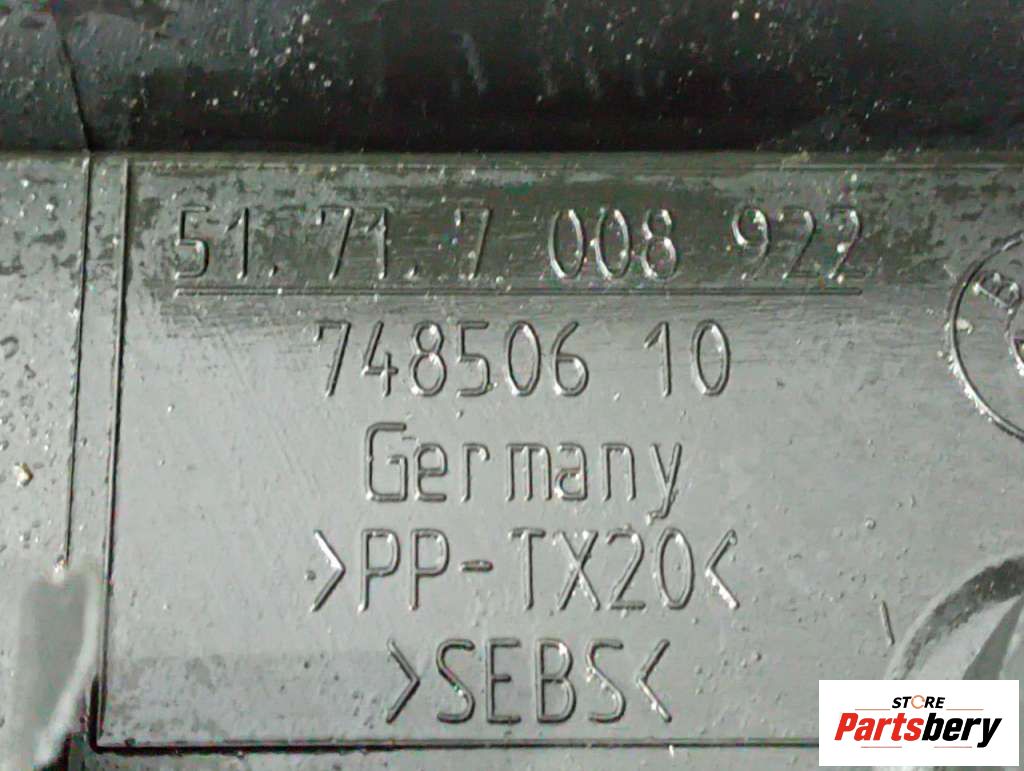 51.71.7 008 922
748506 10
Germany
>PP-TX20<
>SEBS<
STORE
Partsbery